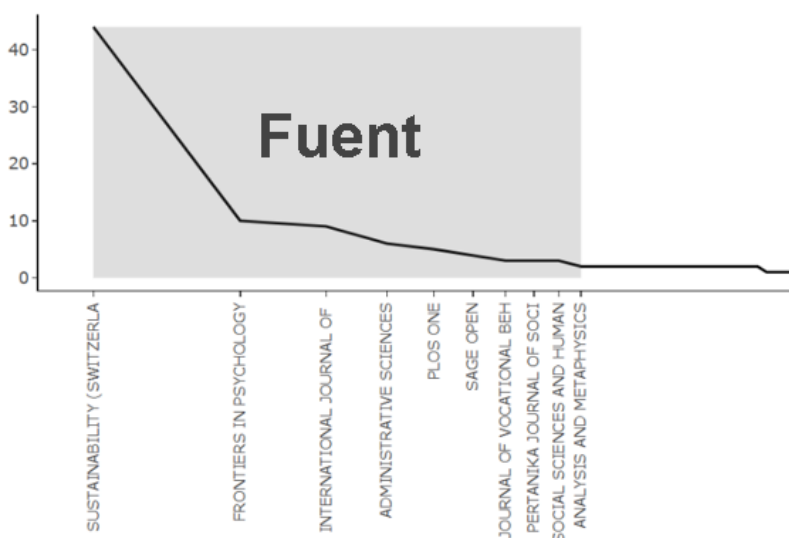 40
Fuent
30
20
10
0
SUSTAINABILITY (SWITZERLA
FRONTIERS IN PSYCHOLOGY
INTERNATIONAL JOURNAL OF
ADMINISTRATIVE SCIENCES
PLOS ONE
SAGE OPEN
JOURNAL OF VOCATIONAL BEH
PERTANIKA JOURNAL OF SOCI
SOCIAL SCIENCES AND HUMAN
ANALYSIS AND METAPHYSICS